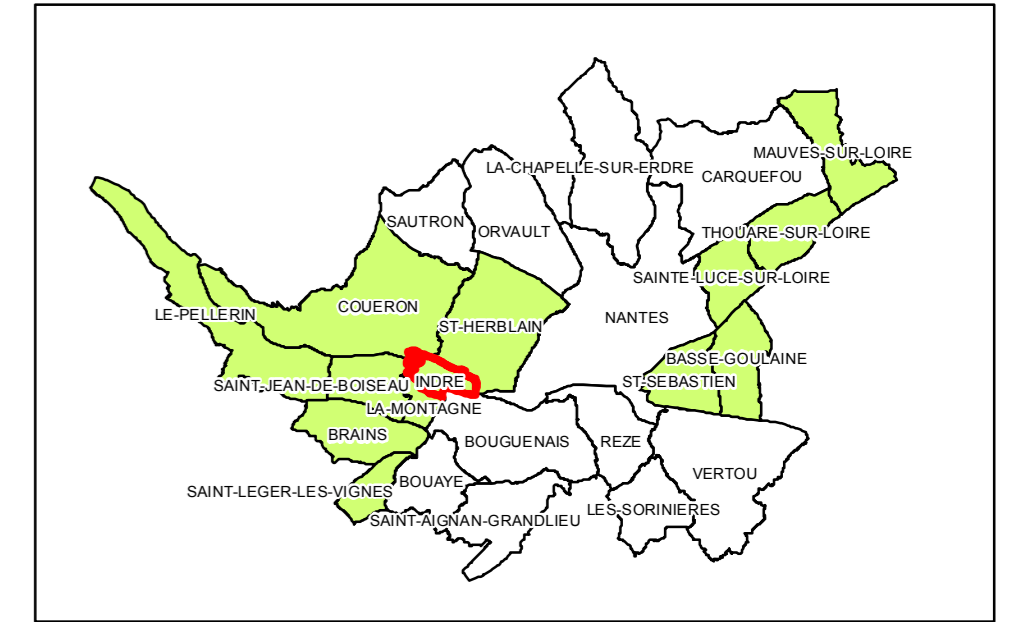 MAUVES-SUR-LOIRE
LA-CHAPELLE-SUR-ERDRE
CARQUEFOU
SAUTRON
ORVAULT
THOUARE-SUR-LOIRE
SAINTE-LUCE-SUR-LOIRE
COUERON
LE-PELLERIN
NANTES
ST-HERBLAIN
BASSE-GOULAINE
ST-SEBASTIEN
SAINT-JEAN-DE-BOISEAU
INDRE
LA-MONTAGNE
BRAINS
BOUGUENAIS
REZE
VERTOU
BOUAYE
SAINT-LEGER-LES-VIGNES
LES-SORINIERES
SAINT-AIGNAN-GRANDLIEU